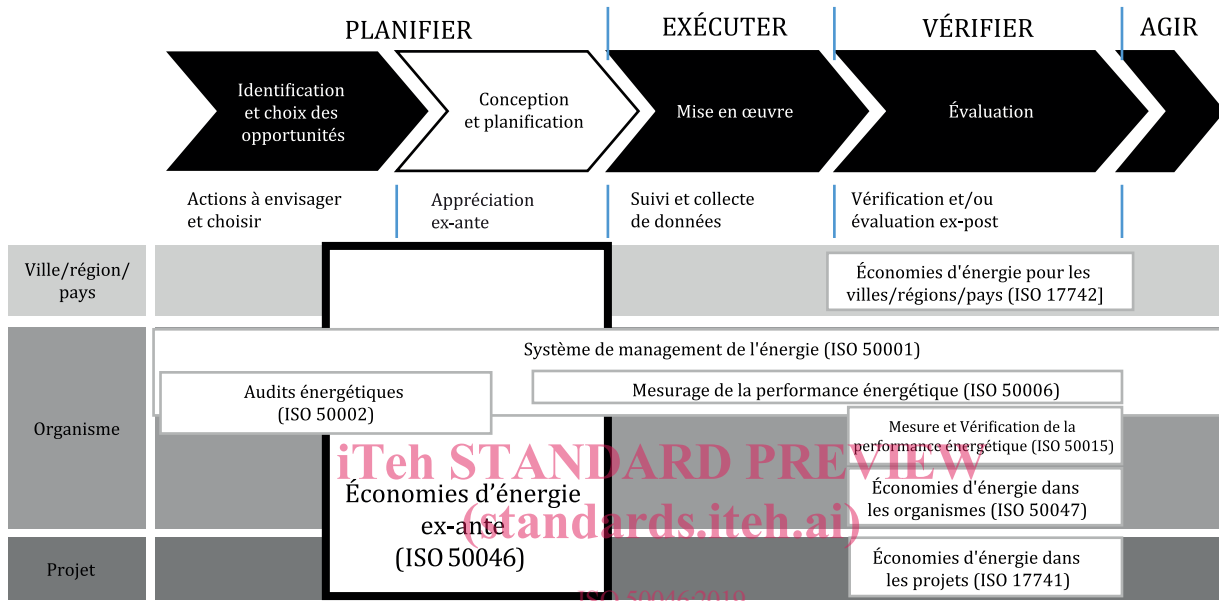 PLANIFIER
EXÉCUTER
VÉRIFIER
AGIR
Identification
et choix des
opportunités
Conception
et planification
Mise en œuvre
Évaluation
Actions à envisager
et choisir
Appréciation
ex-ante
Suivi et collecte
de données
Vérification et/ou
évaluation ex-post
Ville/région/
pays
Économies d'énergie pour les
villes/régions/pays (ISO 17742]
Système de management de l'énergie (ISO 50001)
Audits énergétiques
(ISO 50002)
Mesurage de la performance énergétique (ISO 50006)
Organisme
Mesure et Vérification de la
performance énergétique (ISO 50015)
iTeh STANDARD PREVIEW
(standards.iteh.ai)
Économies d’énergie
ex-ante
(ISO 50046)
Économies d'énergie dans
les organismes (ISO 50047)
Projet
Économies d'énergie dans
les projets (ISO 17741)
ISO 50046:2019